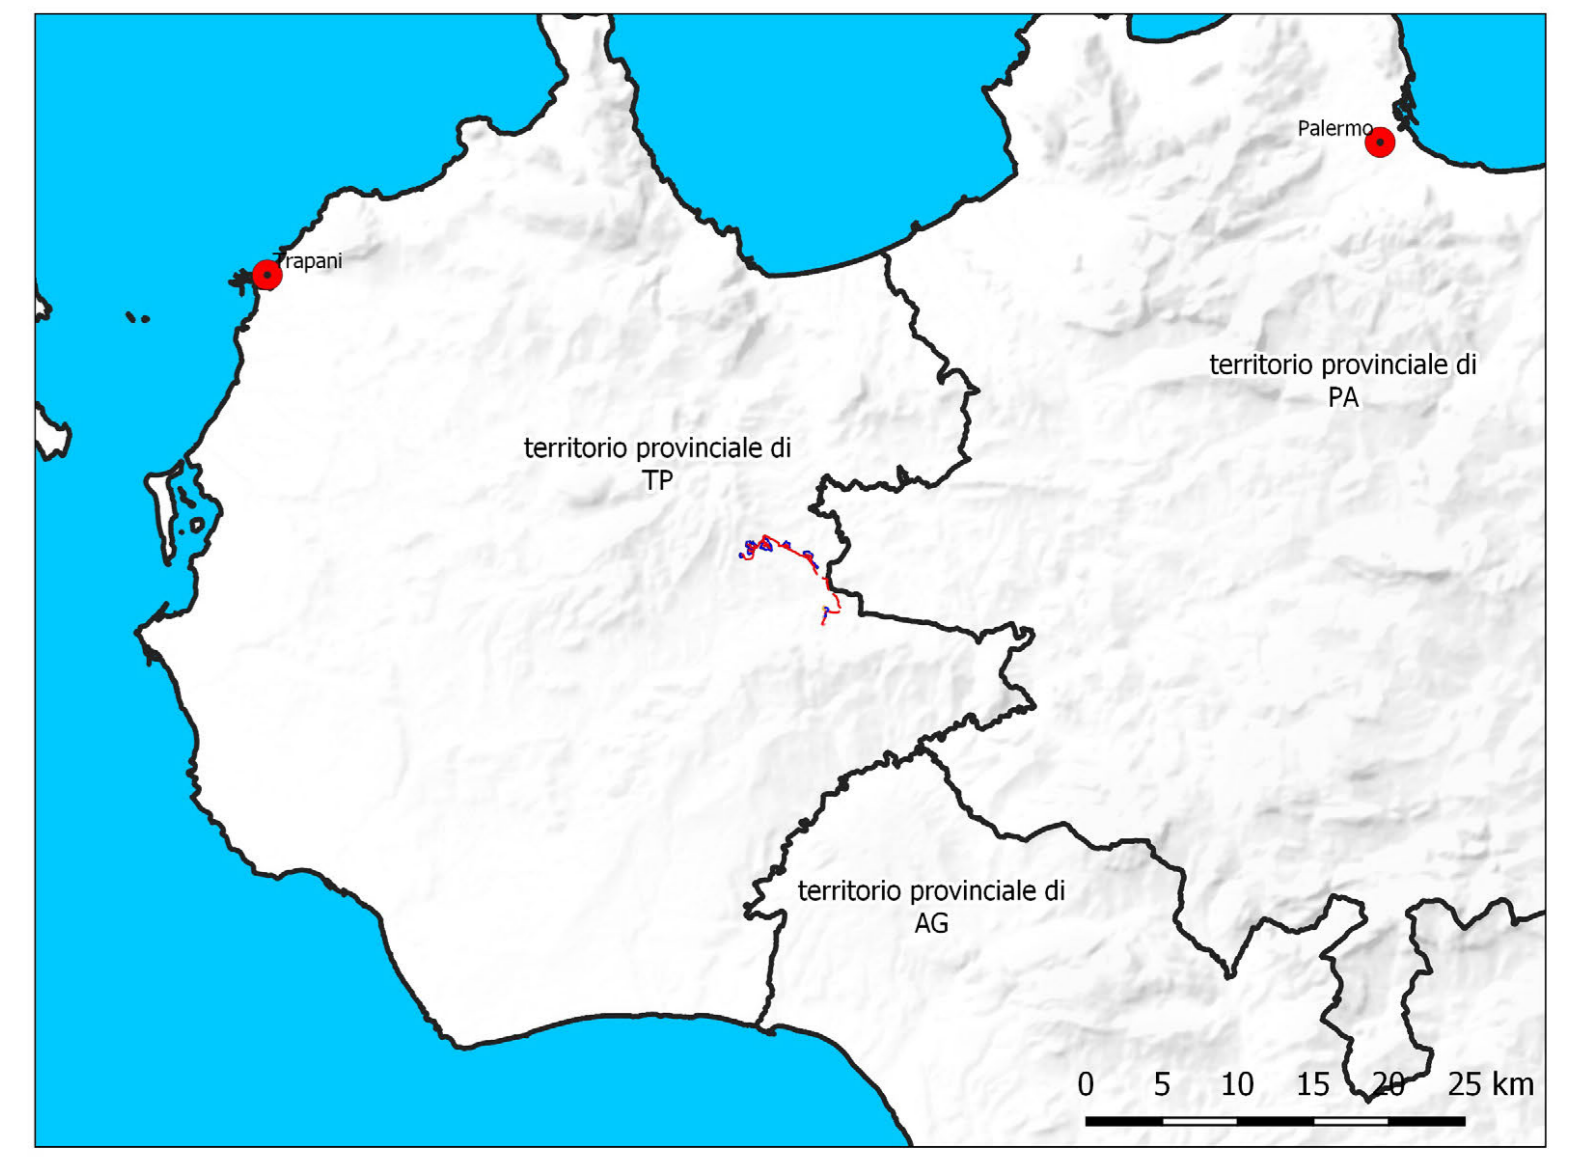 Palermo
Trapani
territorio provinciale di
PA
territorio provinciale di
TP
territorio provinciale di
AG
0 5 10 15 20 25 km